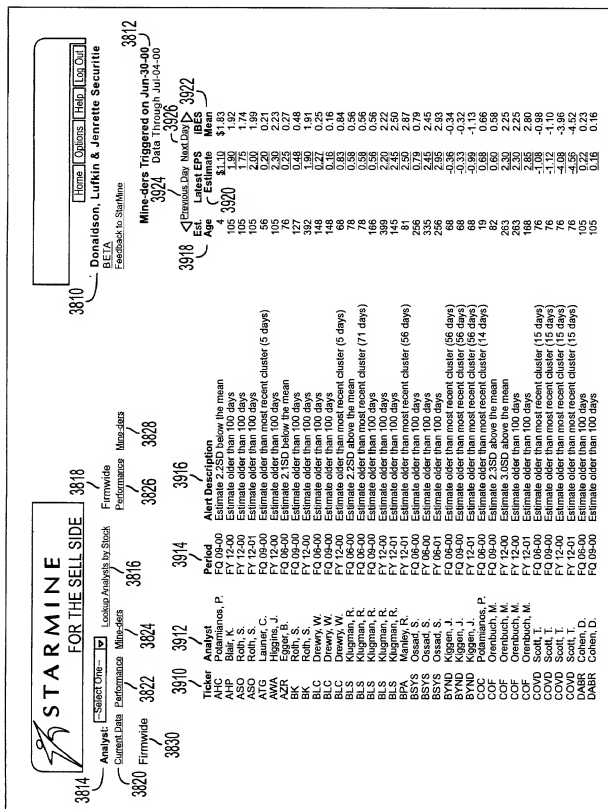 3814
STARMINE
FOR THE SELL SIDE
3810
Home Options Help Log Out
Donaldson, Lufkin & Jenrette Securitie
BETA
Feedback to StarMine
3812
Analyst: --Select One-- Lookup Analysts by Stock
3816
3818
Firmwide
Current Data Performance Mine-ders
Performance Mine-ders
3820 3822 3824 3826 3828
Firmwide
3830
Mine-ders Triggered on Jun-30-00
Data Through Jul-04-00
3924 3926
Previous Day Next Day 3922
3910 3912 3914 3916 3918 3920
Ticker Analyst Period Alert Description Est. Age Latest EPS Estimate IBES Mean
AHC Potamianos, P. FQ 09-00 Estimate 2.2SD below the mean 4 $1.10 $1.83
AHP Blair, K. FY 12-00 Estimate older than 100 days 105 1.90 1.92
ASO Roth, S. FY 12-00 Estimate older than 100 days 105 1.75 1.74
ASO Roth, S. FY 12-01 Estimate older than 100 days 105 2.00 1.99
ATG Launer, C. FQ 09-00 Estimate older than most recent cluster (5 days) 56 0.20 0.21
AWA Higgins, J. FY 12-00 Estimate older than 100 days 105 2.30 2.23
AZR Egger, B. FQ 06-00 Estimate 2.1SD below the mean 76 0.25 0.27
BK Roth, S. FQ 09-00 Estimate older than 100 days 127 0.48 0.48
BK Roth, S. FY 12-00 Estimate older than 100 days 392 1.90 1.91
BLC Drewry, W. FQ 06-00 Estimate older than 100 days 148 0.27 0.25
BLC Drewry, W. FQ 09-00 Estimate older than 100 days 148 0.18 0.16
BLC Drewry, W. FY 12-00 Estimate older than most recent cluster (5 days) 68 0.83 0.84
BLS Klugman, R. FQ 06-00 Estimate 2.2SD above the mean 78 0.58 0.56
BLS Klugman, R. FQ 06-00 Estimate older than most recent cluster (71 days) 78 0.58 0.56
BLS Klugman, R. FQ 09-00 Estimate older than 100 days 166 0.56 0.56
BLS Klugman, R. FY 12-01 Estimate older than 100 days 399 2.20 2.22
BLS Klugman, R. FY 12-01 Estimate older than 100 days 145 2.45 2.50
BPA Manley, R. FY 12-00 Estimate older than most recent cluster (56 days) 81 2.50 2.87
BSYS Ossad, S. FQ 06-00 Estimate older than 100 days 256 0.79 0.79
BSYS Ossad, S. FY 06-00 Estimate older than 100 days 335 2.45 2.45
BSYS Ossad, S. FY 06-01 Estimate older than 100 days 256 2.95 2.93
BYND Kiggen, J. FQ 06-00 Estimate older than most recent cluster (56 days) 68 -0.36 -0.34
BYND Kiggen, J. FQ 09-00 Estimate older than most recent cluster (56 days) 68 -0.33 -0.32
BYND Kiggen, J. FY 12-01 Estimate older than most recent cluster (56 days) 68 -0.99 -1.13
COC Potamianos, P. FQ 09-00 Estimate older than most recent cluster (14 days) 19 0.68 0.66
COF Orenbuch, M. FQ 06-00 Estimate 2.3SD above the mean 82 0.60 0.58
COF Orenbuch, M. FY 12-00 Estimate 3.0SD above the mean 263 2.30 2.25
COF Orenbuch, M. FY 12-00 Estimate older than 100 days 263 2.30 2.25
COF Orenbuch, M. FY 12-01 Estimate older than 100 days 168 2.85 2.80
COVD Scott, T. FQ 06-00 Estimate older than most recent cluster (15 days) 76 -1.08 -0.98
COVD Scott, T. FQ 09-00 Estimate older than most recent cluster (15 days) 76 -1.12 -1.10
COVD Scott, T. FY 12-00 Estimate older than most recent cluster (15 days) 76 -4.08 -3.96
COVD Scott, T. FY 12-01 Estimate older than most recent cluster (15 days) 76 -4.56 -4.52
DABR Cohen, D. FQ 06-00 Estimate older than 100 days 105 0.22 0.23
DABR Cohen, D. FQ 09-00 Estimate older than 100 days 105 0.16 0.16